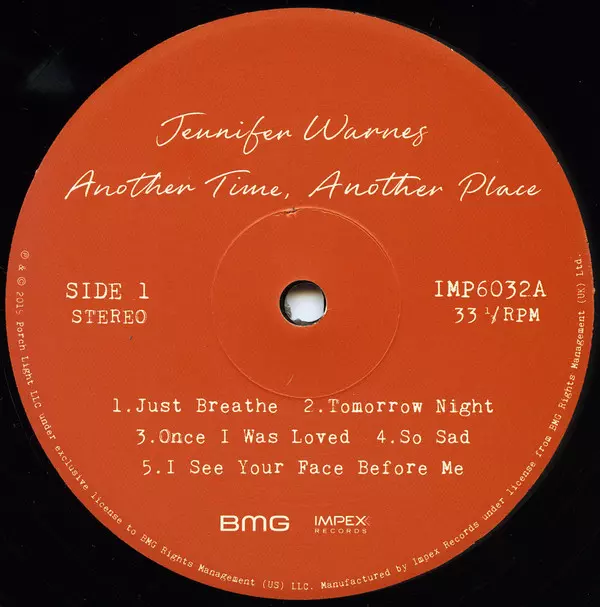 Jennifer Warnes
Another Time, Another Place
SIDE 1
STEREO
IMP6032A
33 ⅓ RPM
1.Just Breathe 2.Tomorrow Night
3.Once I Was Loved 4.So Sad
5.I See Your Face Before Me
BMG
IMPEX
RECORDS
℗ & © 2015 Porch Light LLC under exclusive license to BMG Rights Management (US) LLC. Manufactured by Impex Records under license from BMG Rights Management (UK) Ltd.